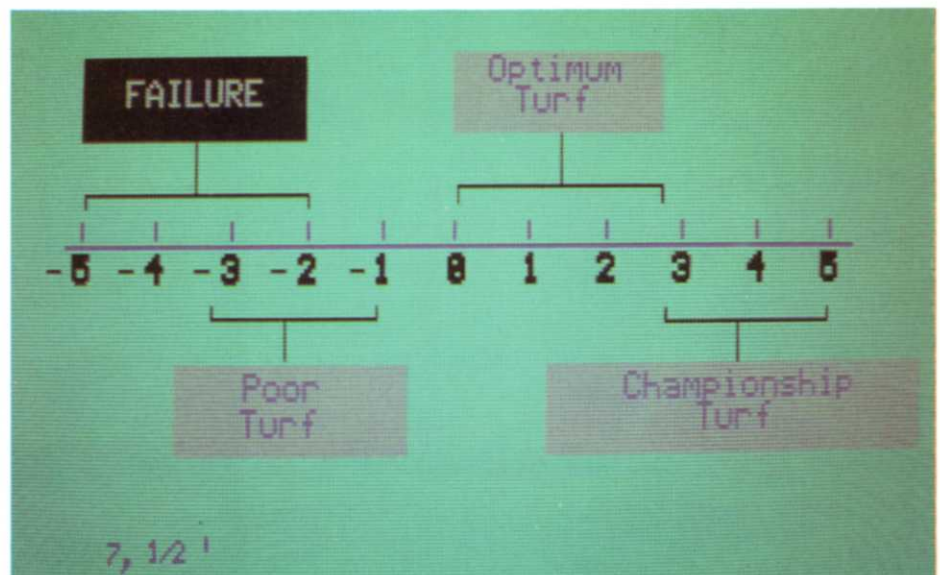 FAILURE
Optimum
Turf
-5 -4 -3 -2 -1 0 1 2 3 4 5
Poor
Turf
Championship
Turf
7, 1/2 '